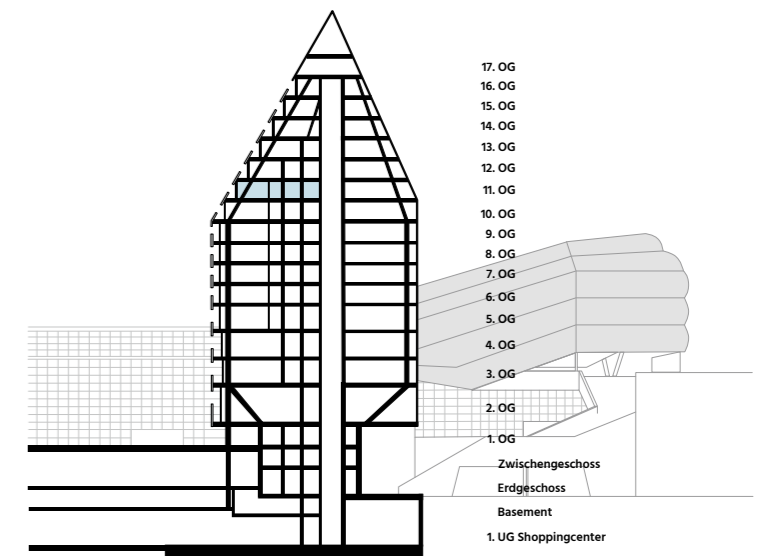 17. OG
16. OG
15. OG
14. OG
13. OG
12. OG
11. OG
10. OG
9. OG
8. OG
7. OG
6. OG
5. OG
4. OG
3. OG
2. OG
1. OG
Zwischengeschoss
Erdgeschoss
Basement
1. UG Shoppingcenter